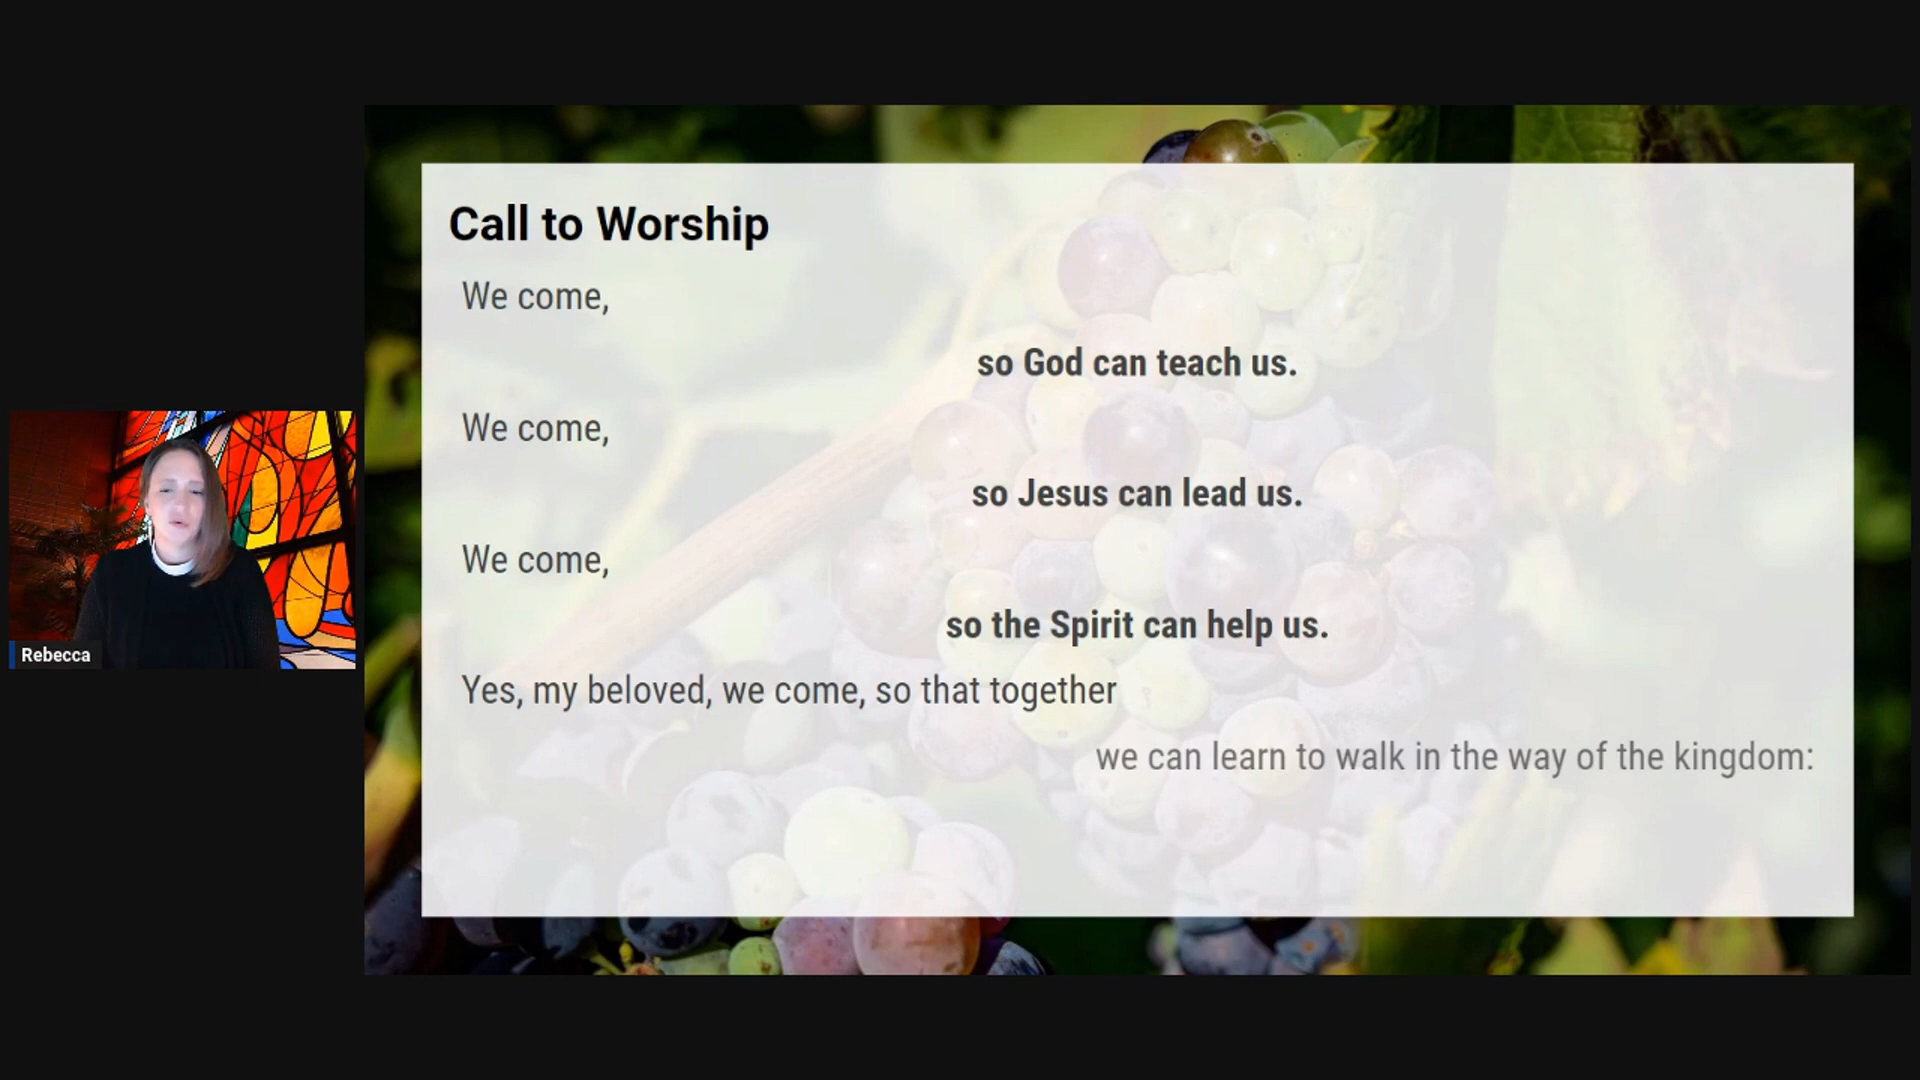 Call to Worship
We come,
so God can teach us.
We come,
so Jesus can lead us.
We come,
so the Spirit can help us.
Rebecca
Yes, my beloved, we come, so that together
we can learn to walk in the way of the kingdom: